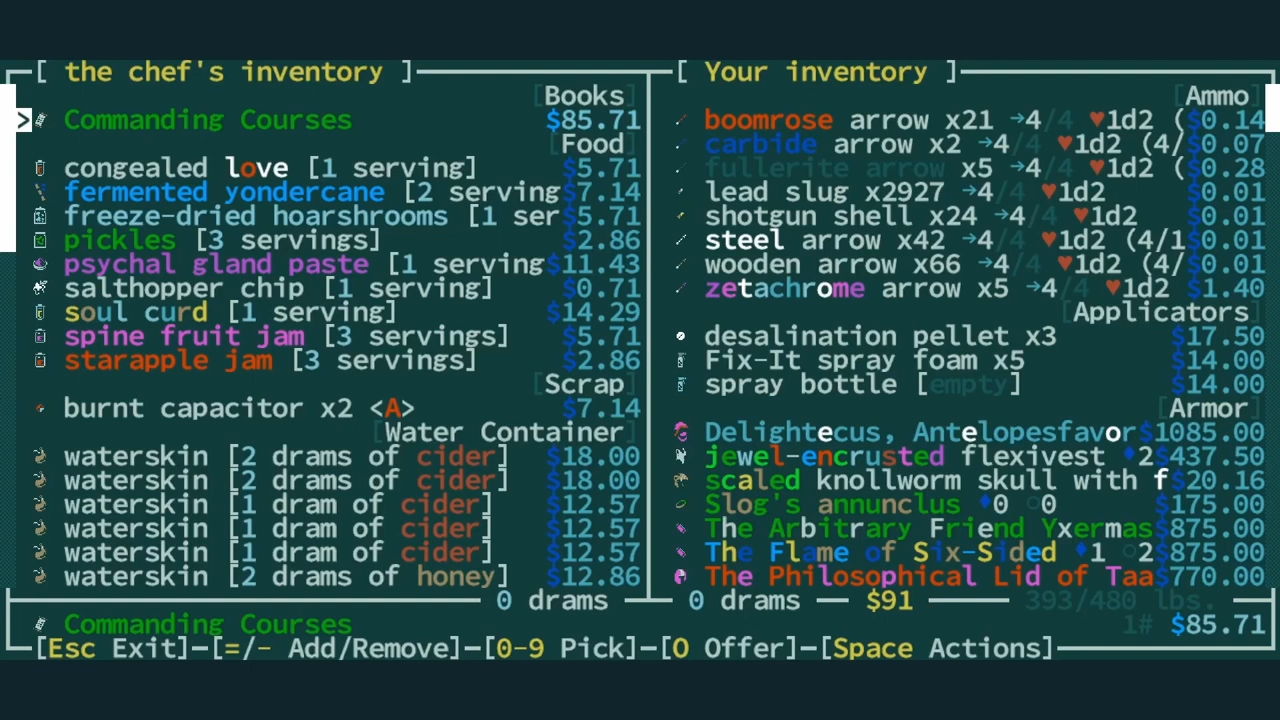 [ the chef's inventory ]
[Books]
> Commanding Courses $85.71
[Food]
congealed love [1 serving] $5.71
fermented yondercane [2 serving $7.14
freeze-dried hoarshrooms [1 ser $5.71
pickles [3 servings] $2.86
psychal gland paste [1 serving $11.43
salthopper chip [1 serving] $0.71
soul curd [1 serving] $14.29
spine fruit jam [3 servings] $5.71
starapple jam [3 servings] $2.86
[Scrap]
burnt capacitor x2 <A> $7.14
[Water Container]
waterskin [2 drams of cider] $18.00
waterskin [2 drams of cider] $18.00
waterskin [1 dram of cider] $12.57
waterskin [1 dram of cider] $12.57
waterskin [1 dram of cider] $12.57
waterskin [2 drams of honey] $12.86
0 drams
[ Your inventory ]
[Ammo]
boomrose arrow x21 →4/4 ♥1d2 ( $0.14
carbide arrow x2 →4/4 ♥1d2 (4/ $0.07
fullerite arrow x5 →4/4 ♥1d2 ( $0.28
lead slug x2927 →4/4 ♥1d2 $0.01
shotgun shell x24 →4/4 ♥1d2 $0.01
steel arrow x42 →4/4 ♥1d2 (4/1 $0.01
wooden arrow x66 →4/4 ♥1d2 (4/ $0.01
zetachrome arrow x5 →4/4 ♥1d2 $1.40
[Applicators]
desalination pellet x3 $17.50
Fix-It spray foam x5 $14.00
spray bottle [empty] $14.00
[Armor]
Delightecus, Antelopesfavor $1085.00
jewel-encrusted flexivest ♦2 $437.50
scaled knollworm skull with f $20.16
Slog's annunclus ♦0 ○0 $175.00
The Arbitrary Friend Yxermas $875.00
The Flame of Six-Sided ♦1 ○2 $875.00
The Philosophical Lid of Taa $770.00
0 drams — $91 — 393/480 lbs.
Commanding Courses 1# $85.71
[Esc Exit]—[=/- Add/Remove]—[0-9 Pick]—[O Offer]—[Space Actions]